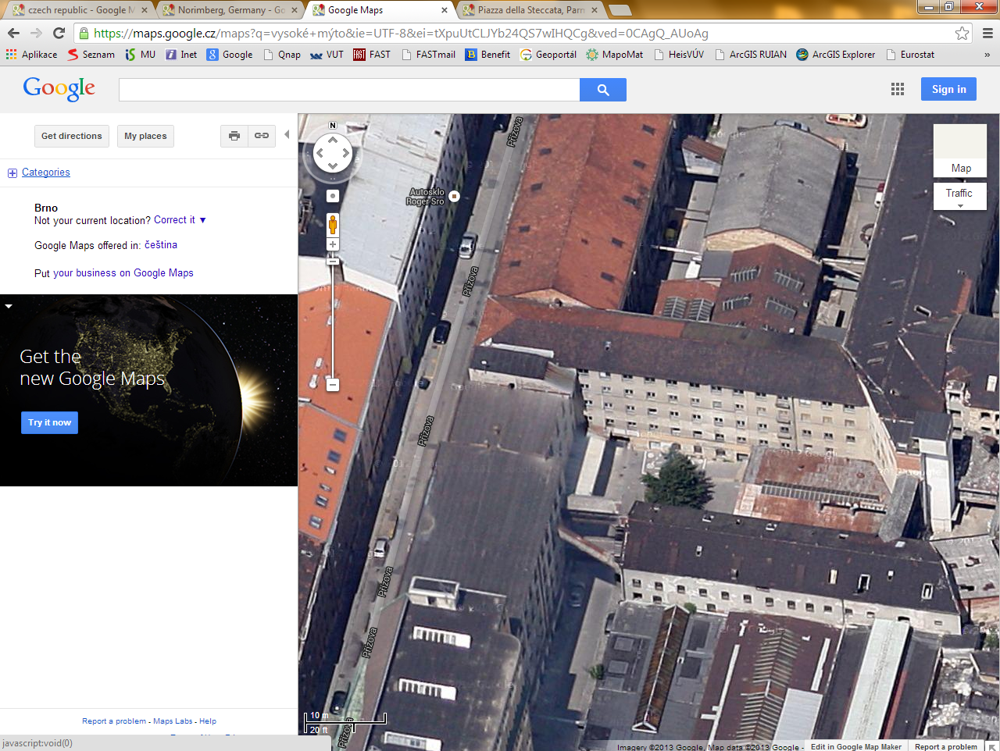 czech republic - Google M
Norimberg, Germany - Go
Google Maps
Piazza della Steccata, Parm
https://maps.google.cz/maps?q=vysoké+mýto&ie=UTF-8&ei=tXpuUtCLJYb24QS7wIHQCg&ved=0CAgQ_AUoAg
Aplikace
Seznam
MU
Inet
Google
Qnap
VUT
FAST
FASTmail
Benefit
Geoportál
MapoMat
HeisVÚV
ArcGIS RUIAN
ArcGIS Explorer
Eurostat
»
Google
Sign in
Get directions
My places
Categories
Brno
Not your current location? Correct it ▼
Google Maps offered in: čeština
Put your business on Google Maps
Get the
new Google Maps
Try it now
Report a problem - Maps Labs - Help
javascript:void(0)
N
Autosklo
Roger Sro
Přízova
Přízova
Přízova
Přízova
Přízova
Přízova
Map
Traffic
10 m
20 ft
Imagery ©2013 Google, Map data ©2013 Google -
Edit in Google Map Maker
Report a problem